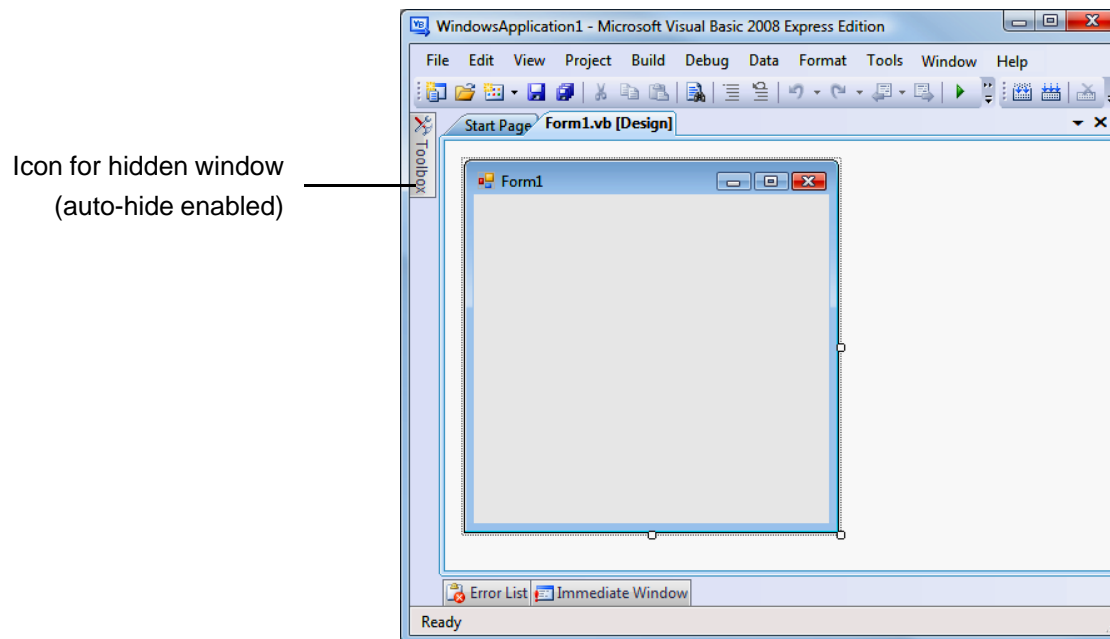 WindowsApplication1 - Microsoft Visual Basic 2008 Express Edition
File Edit View Project Build Debug Data Format Tools Window Help
Start Page Form1.vb [Design]
Toolbox
Icon for hidden window
(auto-hide enabled)
Form1
Error List Immediate Window
Ready